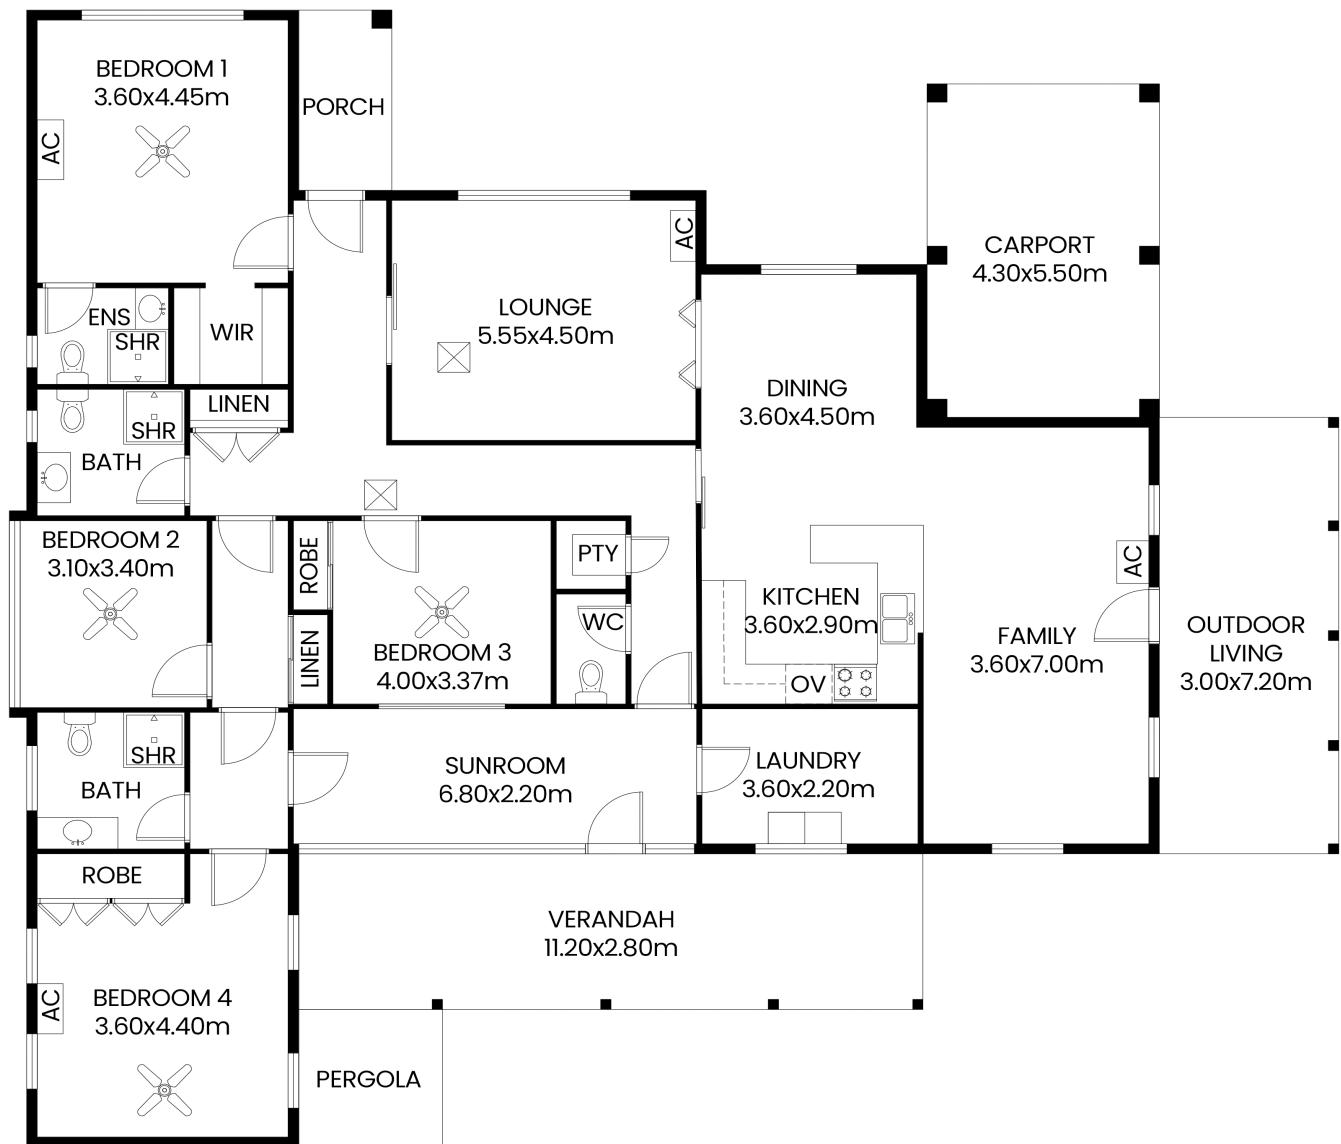 BEDROOM 1
3.60x4.45m
AC
PORCH
ENS
SHR
WIR
LINEN
SHR
BATH
LOUNGE
5.55x4.50m
AC
CARPORT
4.30x5.50m
DINING
3.60x4.50m
BEDROOM 2
3.10x3.40m
ROBE
LINEN
BEDROOM 3
4.00x3.37m
PTY
WC
KITCHEN
3.60x2.90m
OV
AC
FAMILY
3.60x7.00m
OUTDOOR
LIVING
3.00x7.20m
SHR
BATH
SUNROOM
6.80x2.20m
LAUNDRY
3.60x2.20m
ROBE
VERANDAH
11.20x2.80m
AC
BEDROOM 4
3.60x4.40m
PERGOLA